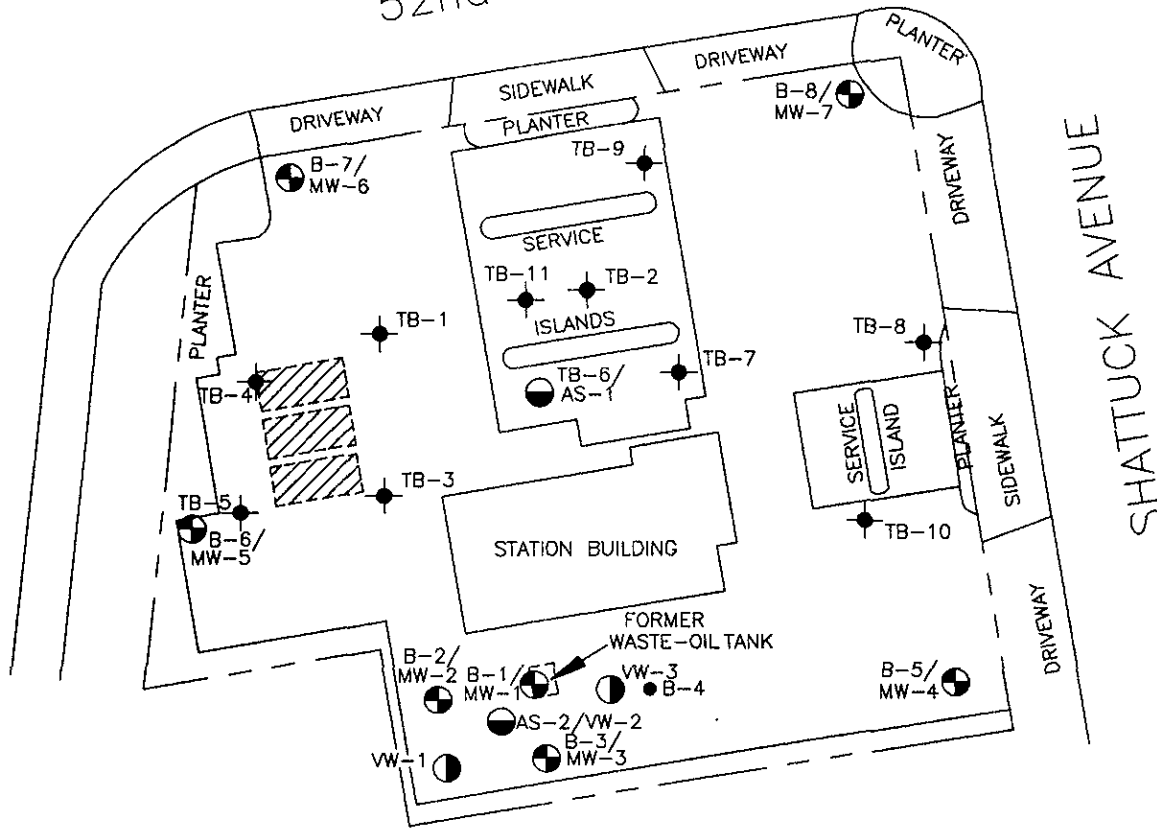 52nd
PLANTER
DRIVEWAY
SIDEWALK
DRIVEWAY
PLANTER
B-8/
MW-7
TB-9
B-7/
MW-6
DRIVEWAY
SHATTUCK AVENUE
SERVICE
PLANTER
TB-11
TB-2
ISLANDS
TB-1
TB-8
TB-7
TB-4
TB-6/
AS-1
SERVICE
ISLAND
PLANTER
SIDEWALK
TB-3
TB-5
B-6/
MW-5
TB-10
STATION BUILDING
FORMER
WASTE-OIL TANK
DRIVEWAY
B-2/
MW-2
B-1/
MW-1
VW-3
B-4
B-5/
MW-4
AS-2/VW-2
B-3/
MW-3
VW-1